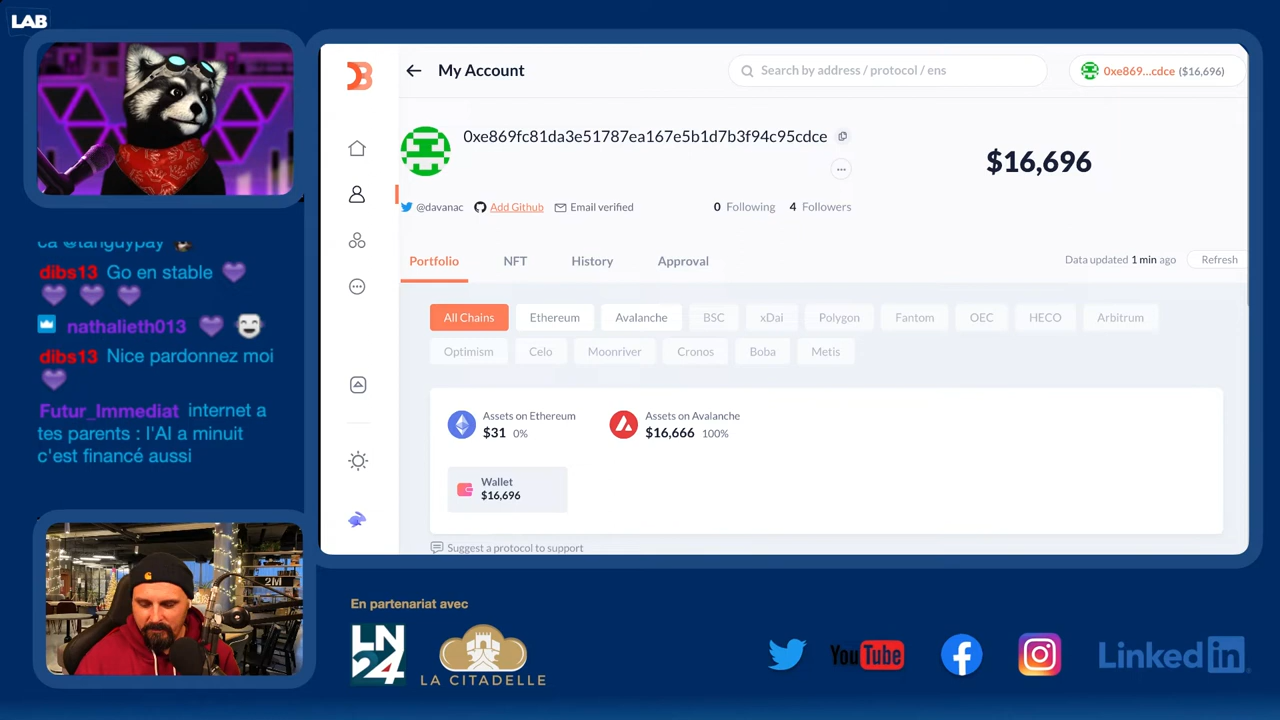 LAB
My Account
Search by address / protocol / ens
0xe869...cdce ($16,696)
0xe869fc81da3e51787ea167e5b1d7b3f94c95cdce
$16,696
@davanac
Add Github
Email verified
0 Following
4 Followers
Portfolio
NFT
History
Approval
Data updated 1 min ago
Refresh
All Chains
Ethereum
Avalanche
BSC
xDai
Polygon
Fantom
OEC
HECO
Arbitrum
Optimism
Celo
Moonriver
Cronos
Boba
Metis
Assets on Ethereum
$31 0%
Assets on Avalanche
$16,666 100%
Wallet
$16,696
Suggest a protocol to support
ca @tanguypay
dibs13 Go en stable
nathalieth013
dibs13 Nice pardonnez moi
Futur_Immediat internet a
tes parents : l'AI a minuit
c'est financé aussi
2M
En partenariat avec
LN
24
LA CITADELLE
YouTube
Linked in